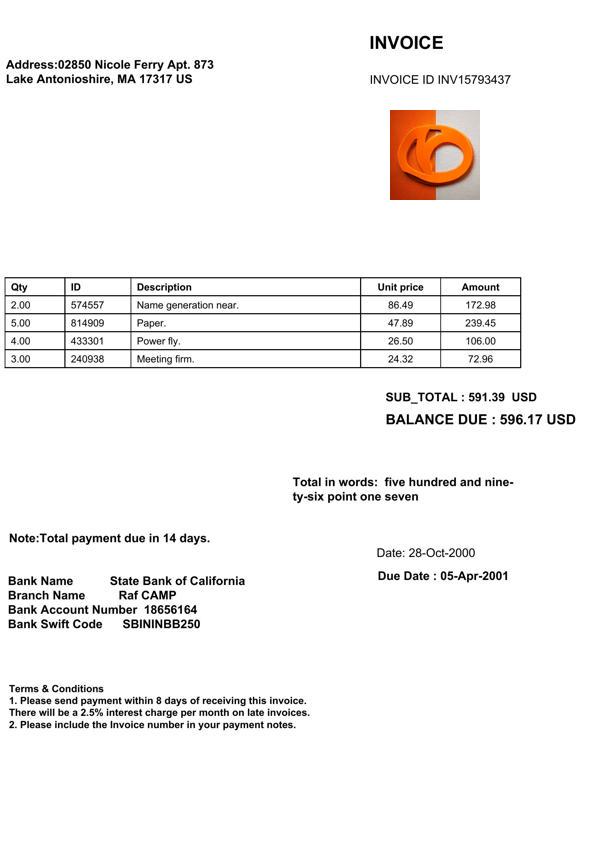 INVOICE
Address:02850 Nicole Ferry Apt. 873
Lake Antonioshire, MA 17317 US
INVOICE ID INV15793437
Qty ID Description Unit price Amount
2.00 574557 Name generation near. 86.49 172.98
5.00 814909 Paper. 47.89 239.45
4.00 433301 Power fly. 26.50 106.00
3.00 240938 Meeting firm. 24.32 72.96
SUB_TOTAL : 591.39 USD
BALANCE DUE : 596.17 USD
Total in words: five hundred and nine-
ty-six point one seven
Note:Total payment due in 14 days.
Date: 28-Oct-2000
Due Date : 05-Apr-2001
Bank Name State Bank of California
Branch Name Raf CAMP
Bank Account Number 18656164
Bank Swift Code SBININBB250
Terms & Conditions
1. Please send payment within 8 days of receiving this invoice.
There will be a 2.5% interest charge per month on late invoices.
2. Please include the Invoice number in your payment notes.